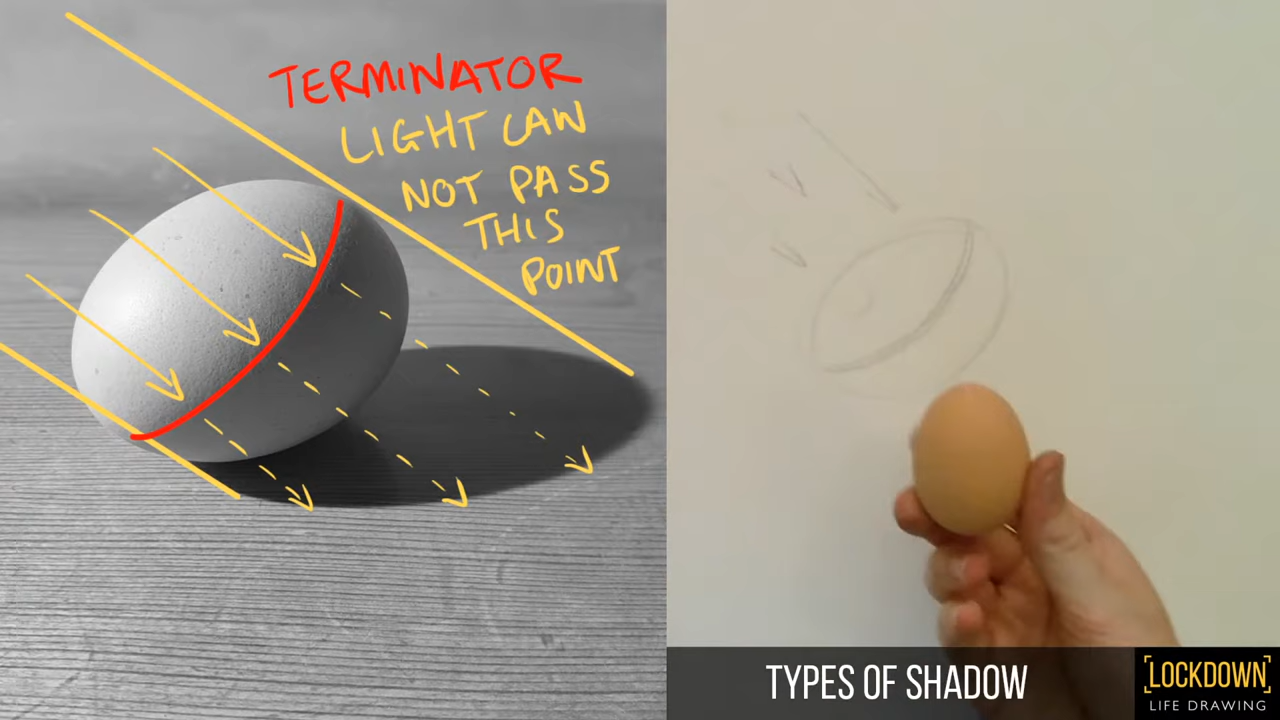 TERMINATOR
LIGHT CAN
NOT PASS
THIS
POINT
TYPES OF SHADOW
LOCKDOWN
LIFE DRAWING